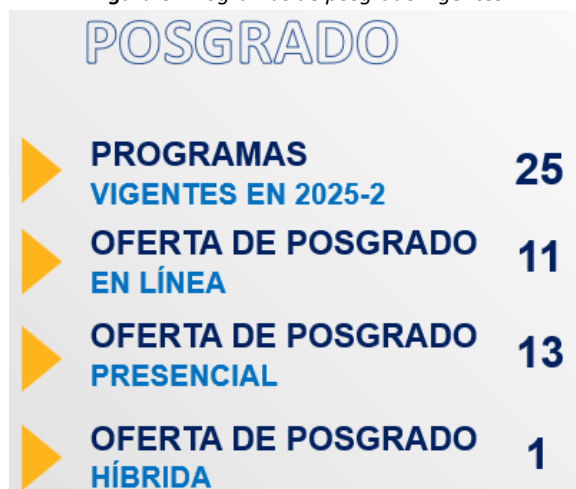 POSGRADO
PROGRAMAS
VIGENTES EN 2025-2
25
OFERTA DE POSGRADO
EN LÍNEA
11
OFERTA DE POSGRADO
PRESENCIAL
13
OFERTA DE POSGRADO
HÍBRIDA
1